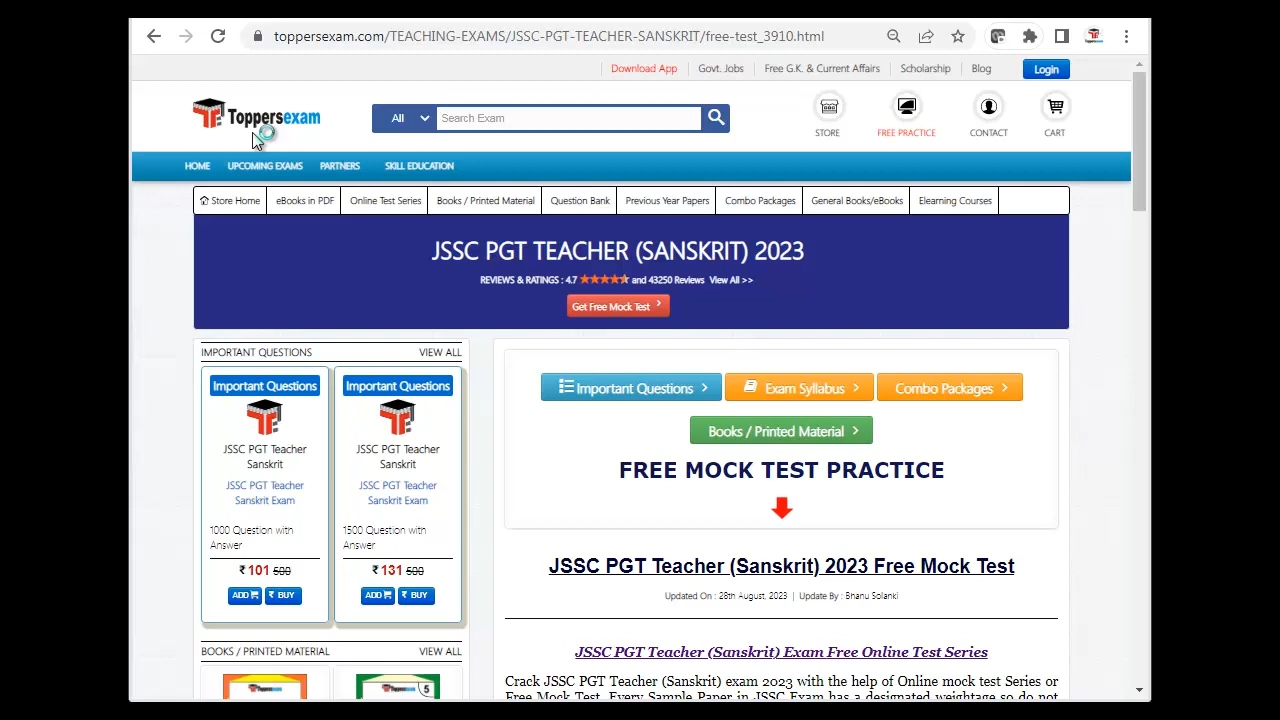 toppersexam.com/TEACHING-EXAMS/JSSC-PGT-TEACHER-SANSKRIT/free-test_3910.html
Download App Govt. Jobs Free G.K. & Current Affairs Scholarship Blog Login
Toppersexam
All
Search Exam
STORE FREE PRACTICE CONTACT CART
HOME UPCOMING EXAMS PARTNERS SKILL EDUCATION
Store Home eBooks in PDF Online Test Series Books / Printed Material Question Bank Previous Year Papers Combo Packages General Books/eBooks Elearning Courses
JSSC PGT TEACHER (SANSKRIT) 2023
REVIEWS & RATINGS : 4.7 and 43250 Reviews View All >>
Get Free Mock Test
IMPORTANT QUESTIONS VIEW ALL
Important Questions
JSSC PGT Teacher
Sanskrit
JSSC PGT Teacher
Sanskrit Exam
1000 Question with
Answer
₹ 101 500
ADD ₹ BUY
Important Questions
JSSC PGT Teacher
Sanskrit
JSSC PGT Teacher
Sanskrit Exam
1500 Question with
Answer
₹ 131 500
ADD ₹ BUY
BOOKS / PRINTED MATERIAL VIEW ALL
Toppersexam
Toppersexam 5
Important Questions Exam Syllabus Combo Packages
Books / Printed Material
FREE MOCK TEST PRACTICE
JSSC PGT Teacher (Sanskrit) 2023 Free Mock Test
Updated On : 28th August, 2023 | Update By : Bhanu Solanki
JSSC PGT Teacher (Sanskrit) Exam Free Online Test Series
Crack JSSC PGT Teacher (Sanskrit) exam 2023 with the help of Online mock test Series or
Free Mock Test. Every Sample Paper in JSSC Exam has a designated weightage so do not